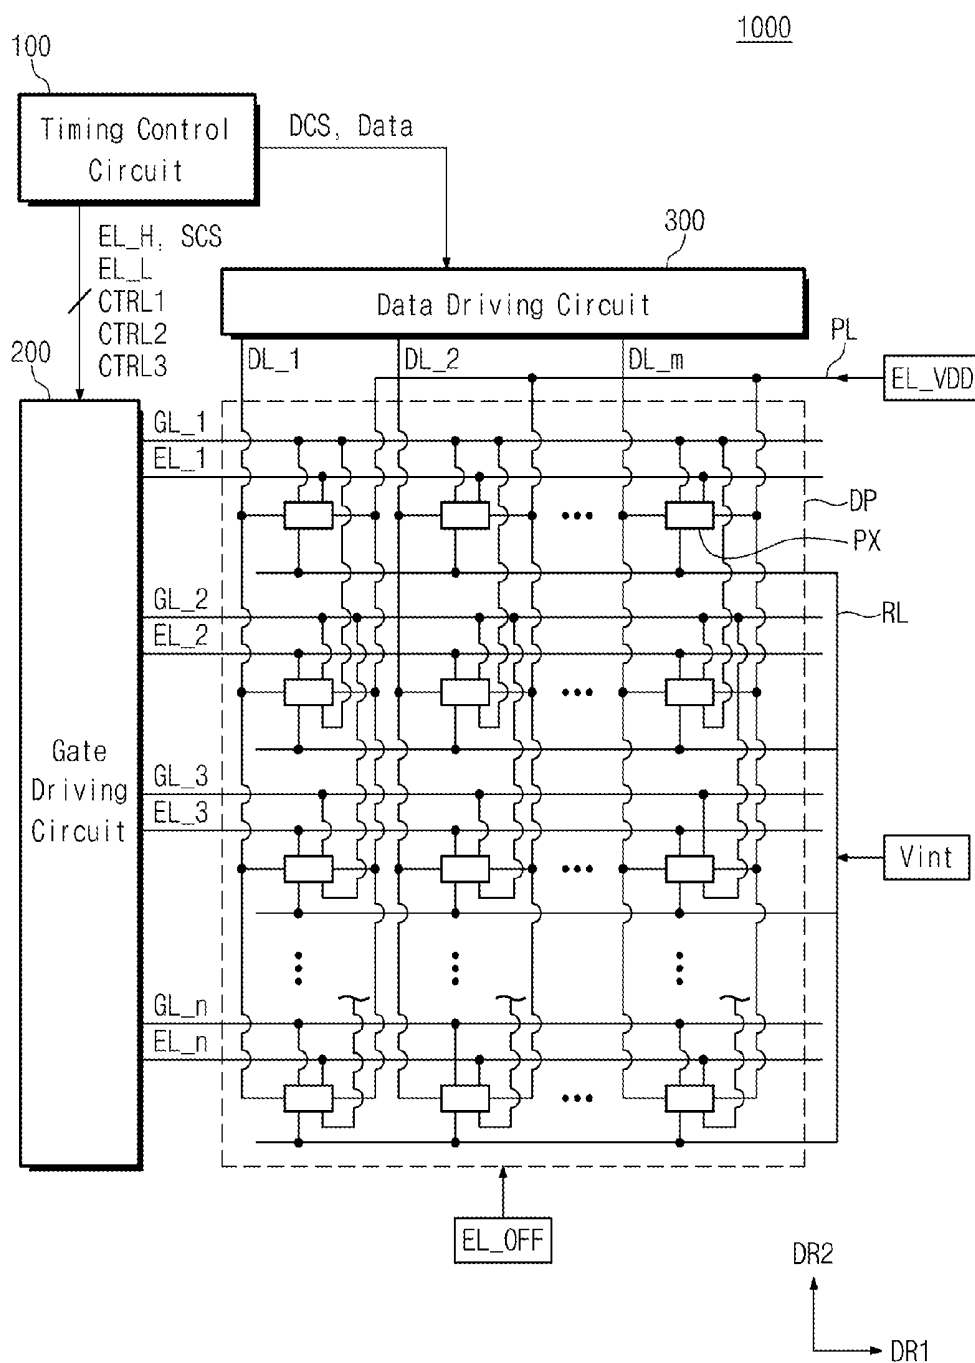 1000
100
Timing Control
Circuit
DCS, Data
EL_H, SCS
EL_L
CTRL1
CTRL2
CTRL3
300
Data Driving Circuit
200
DL_1
DL_2
DL_m
PL
EL_VDD
GL_1
EL_1
DP
PX
GL_2
EL_2
RL
Gate
Driving
Circuit
GL_3
EL_3
Vint
GL_n
EL_n
EL_OFF
DR2
DR1